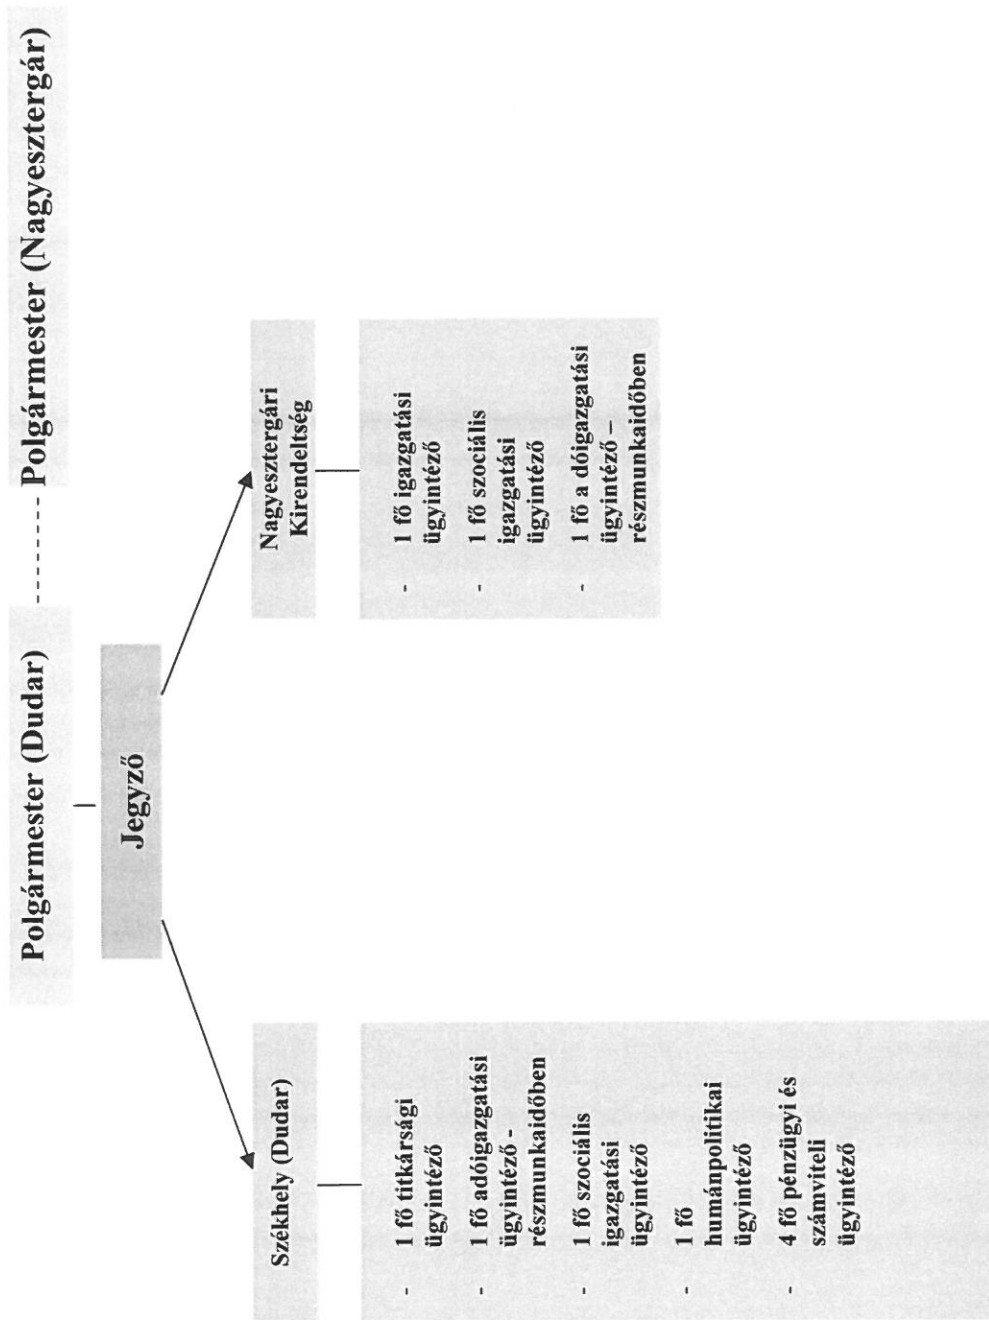 Polgármester (Dudar)
Polgármester (Nagyesztergár)
Jegyző
Székhely (Dudar)
- 1 fő titkársági
ügyintéző
- 1 fő adóigazgatási
ügyintéző -
részmunkaidőben
- 1 fő szociális
igazgatási
ügyintéző
- 1 fő
humánpolitikai
ügyintéző
- 4 fő pénzügyi és
számviteli
ügyintéző
Nagyesztergári
Kirendeltség
- 1 fő igazgatási
ügyintéző
- 1 fő szociális
igazgatási
ügyintéző
- 1 fő a dóigazgatási
ügyintéző –
részmunkaidőben